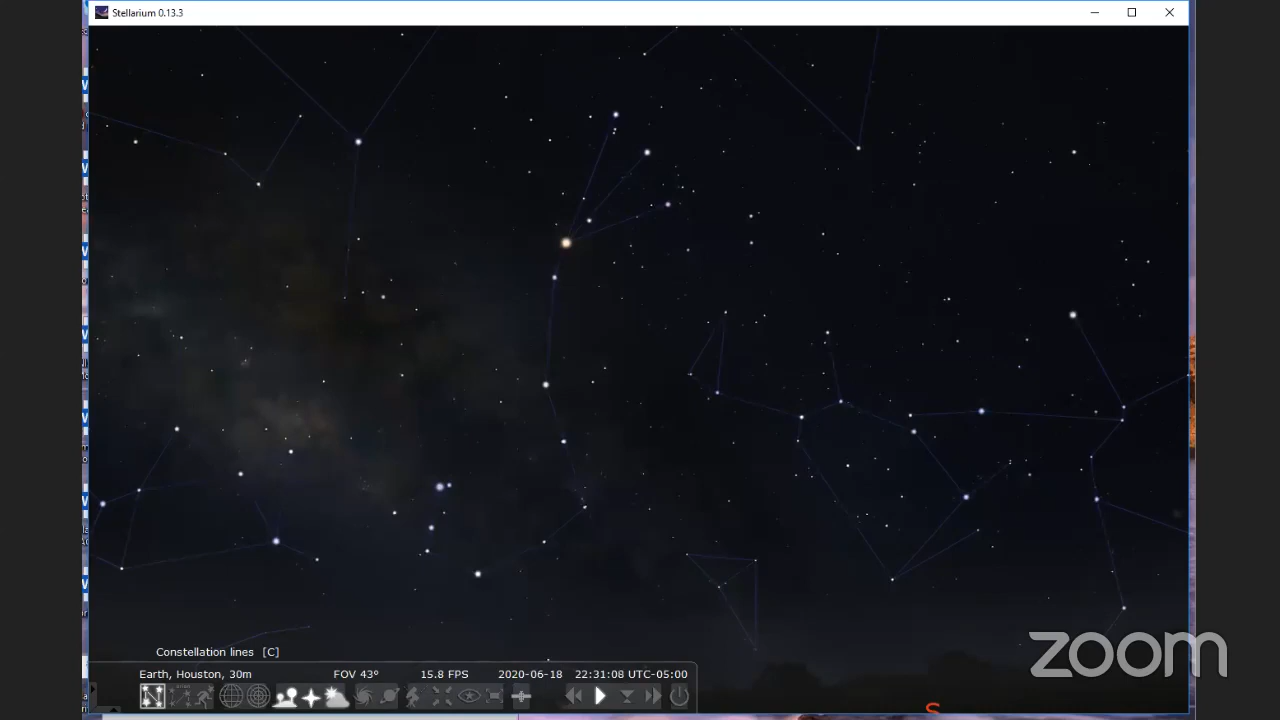 Stellarium 0.13.3
Constellation lines [C]
Earth, Houston, 30m FOV 43° 15.8 FPS 2020-06-18 22:31:08 UTC-05:00
zoom
S